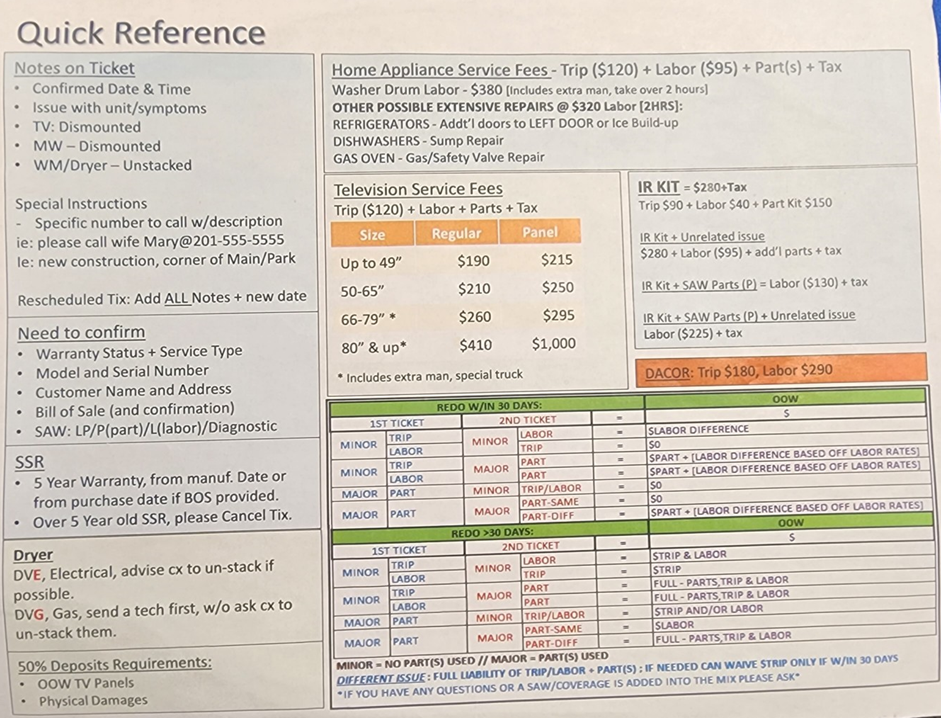 Quick Reference
Notes on Ticket
• Confirmed Date & Time
• Issue with unit/symptoms
• TV: Dismounted
• MW – Dismounted
• WM/Dryer – Unstacked
Special Instructions
- Specific number to call w/description
ie: please call wife Mary@201-555-5555
Ie: new construction, corner of Main/Park
Rescheduled Tix: Add ALL Notes + new date
Need to confirm
• Warranty Status + Service Type
• Model and Serial Number
• Customer Name and Address
• Bill of Sale (and confirmation)
• SAW: LP/P(part)/L(labor)/Diagnostic
SSR
• 5 Year Warranty, from manuf. Date or
from purchase date if BOS provided.
• Over 5 Year old SSR, please Cancel Tix.
Dryer
DVE, Electrical, advise cx to un-stack if
possible.
DVG, Gas, send a tech first, w/o ask cx to
un-stack them.
50% Deposits Requirements:
• OOW TV Panels
• Physical Damages
Home Appliance Service Fees - Trip ($120) + Labor ($95) + Part(s) + Tax
Washer Drum Labor - $380 [Includes extra man, take over 2 hours]
OTHER POSSIBLE EXTENSIVE REPAIRS @ $320 Labor [2HRS]:
REFRIGERATORS - Addt'l doors to LEFT DOOR or Ice Build-up
DISHWASHERS - Sump Repair
GAS OVEN - Gas/Safety Valve Repair
Television Service Fees
Trip ($120) + Labor + Parts + Tax
Size Regular Panel
Up to 49” $190 $215
50-65” $210 $250
66-79” * $260 $295
80” & up* $410 $1,000
* Includes extra man, special truck
IR KIT = $280+Tax
Trip $90 + Labor $40 + Part Kit $150
IR Kit + Unrelated issue
$280 + Labor ($95) + add'l parts + tax
IR Kit + SAW Parts (P) = Labor ($130) + tax
IR Kit + SAW Parts (P) + Unrelated issue
Labor ($225) + tax
DACOR: Trip $180, Labor $290
REDO W/IN 30 DAYS: OOW
1ST TICKET 2ND TICKET = $
MINOR TRIP MINOR LABOR = $LABOR DIFFERENCE
LABOR TRIP = $0
MINOR TRIP MAJOR PART = $PART + [LABOR DIFFERENCE BASED OFF LABOR RATES]
LABOR PART = $PART + [LABOR DIFFERENCE BASED OFF LABOR RATES]
MAJOR PART MINOR TRIP/LABOR = $0
MAJOR PART MAJOR PART-SAME = $0
PART-DIFF = $PART + [LABOR DIFFERENCE BASED OFF LABOR RATES]
REDO >30 DAYS: OOW
1ST TICKET 2ND TICKET = $
MINOR TRIP MINOR LABOR = $TRIP & LABOR
LABOR TRIP = $TRIP
MINOR TRIP MAJOR PART = FULL - PARTS,TRIP & LABOR
LABOR PART = FULL - PARTS,TRIP & LABOR
MAJOR PART MINOR TRIP/LABOR = $TRIP AND/OR LABOR
MAJOR PART MAJOR PART-SAME = $LABOR
PART-DIFF = FULL - PARTS,TRIP & LABOR
MINOR = NO PART(S) USED // MAJOR = PART(S) USED
DIFFERENT ISSUE: FULL LIABILITY OF TRIP/LABOR + PART(S) : IF NEEDED CAN WAIVE $TRIP ONLY IF W/IN 30 DAYS
*IF YOU HAVE ANY QUESTIONS OR A SAW/COVERAGE IS ADDED INTO THE MIX PLEASE ASK*